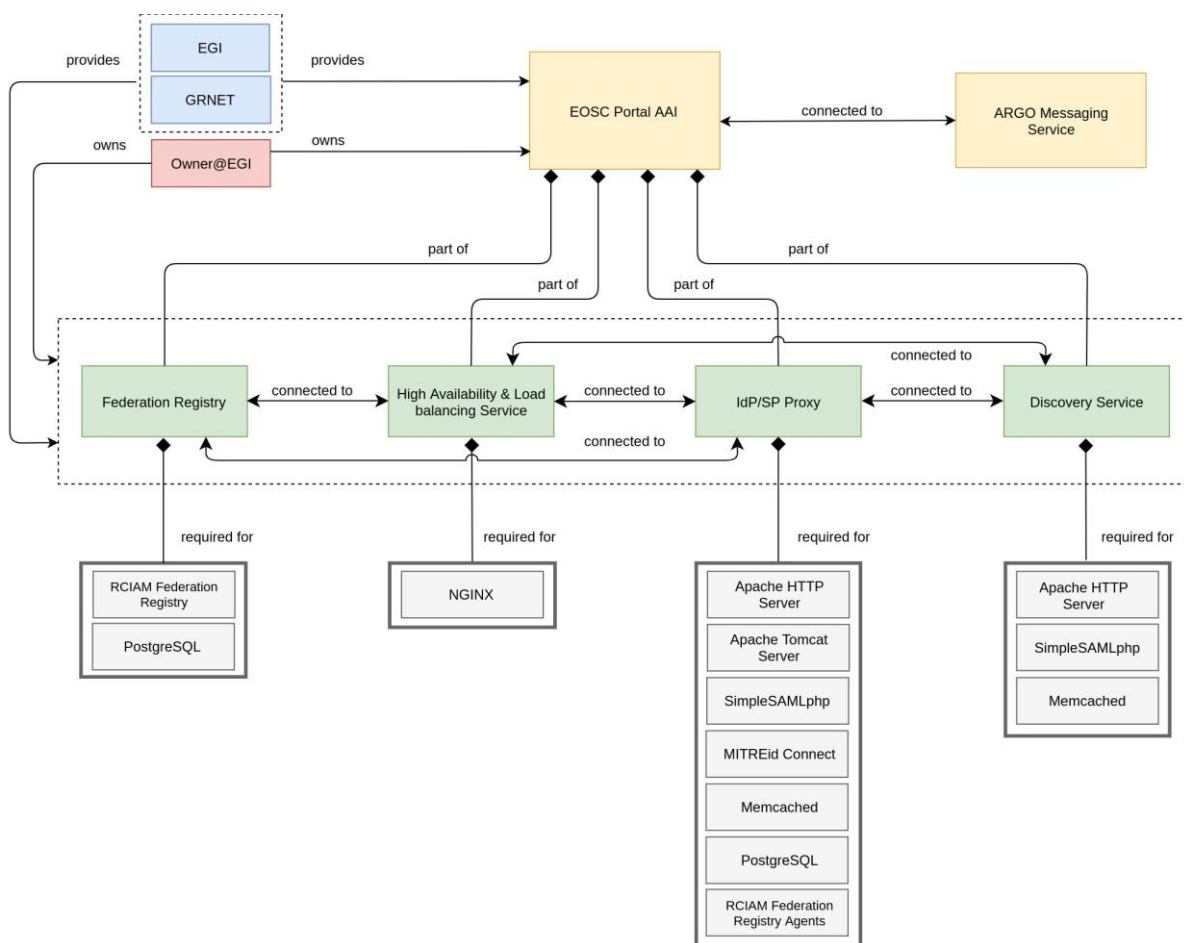 EGI
provides
provides
GRNET
EOSC Portal AAI
connected to
ARGO Messaging
Service
owns
owns
Owner@EGI
part of
part of
part of
part of
connected to
Federation Registry
connected to
High Availability & Load
balancing Service
connected to
IdP/SP Proxy
connected to
Discovery Service
connected to
required for
required for
required for
required for
RCIAM Federation
Registry
PostgreSQL
NGINX
Apache HTTP
Server
Apache Tomcat
Server
SimpleSAMLphp
MITREid Connect
Memcached
PostgreSQL
RCIAM Federation
Registry Agents
Apache HTTP
Server
SimpleSAMLphp
Memcached